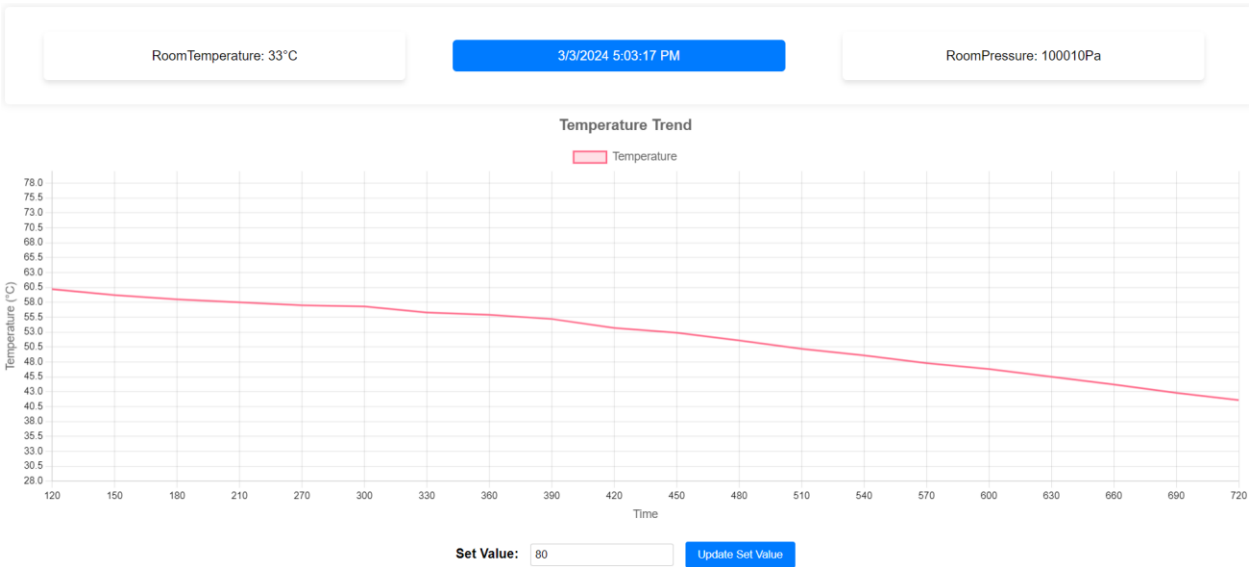 RoomTemperature: 33°C
3/3/2024 5:03:17 PM
RoomPressure: 100010Pa
Temperature Trend
Temperature
Temperature (°C)
78.0
75.5
73.0
70.5
68.0
65.5
63.0
60.5
58.0
55.5
53.0
50.5
48.0
45.5
43.0
40.5
38.0
35.5
33.0
30.5
28.0
120 150 180 210 270 300 330 360 390 420 450 480 510 540 570 600 630 660 690 720
Time
Set Value: 80 Update Set Value